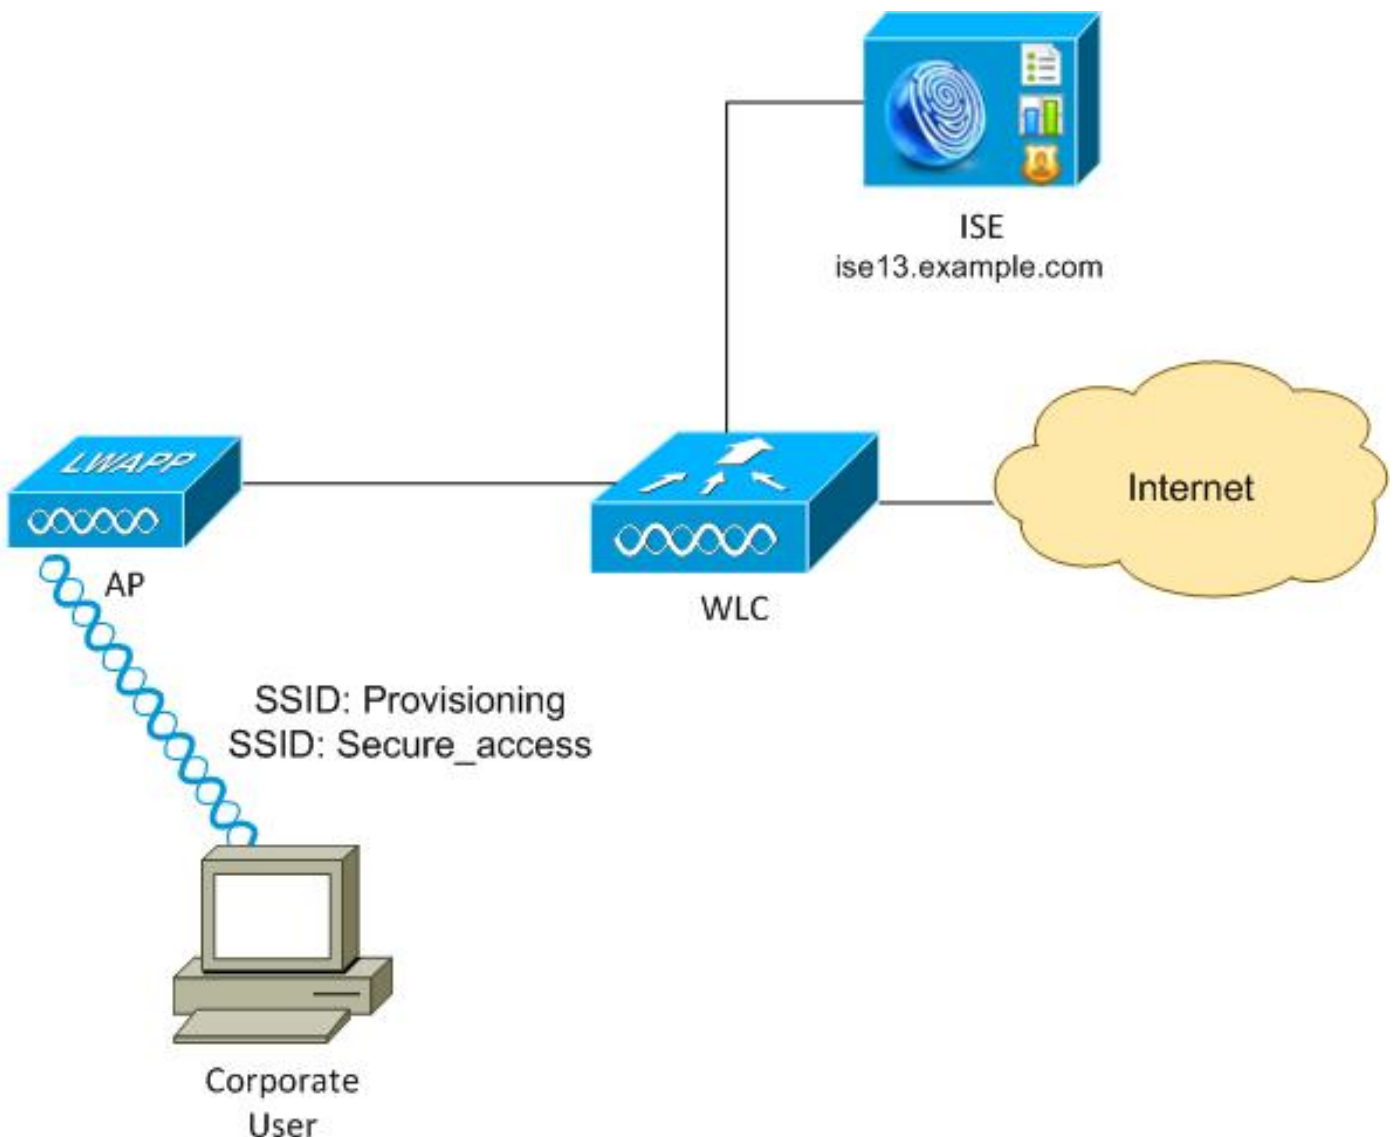 ISE
ise13.example.com
LWAPP
Internet
AP
WLC
SSID: Provisioning
SSID: Secure_access
Corporate
User